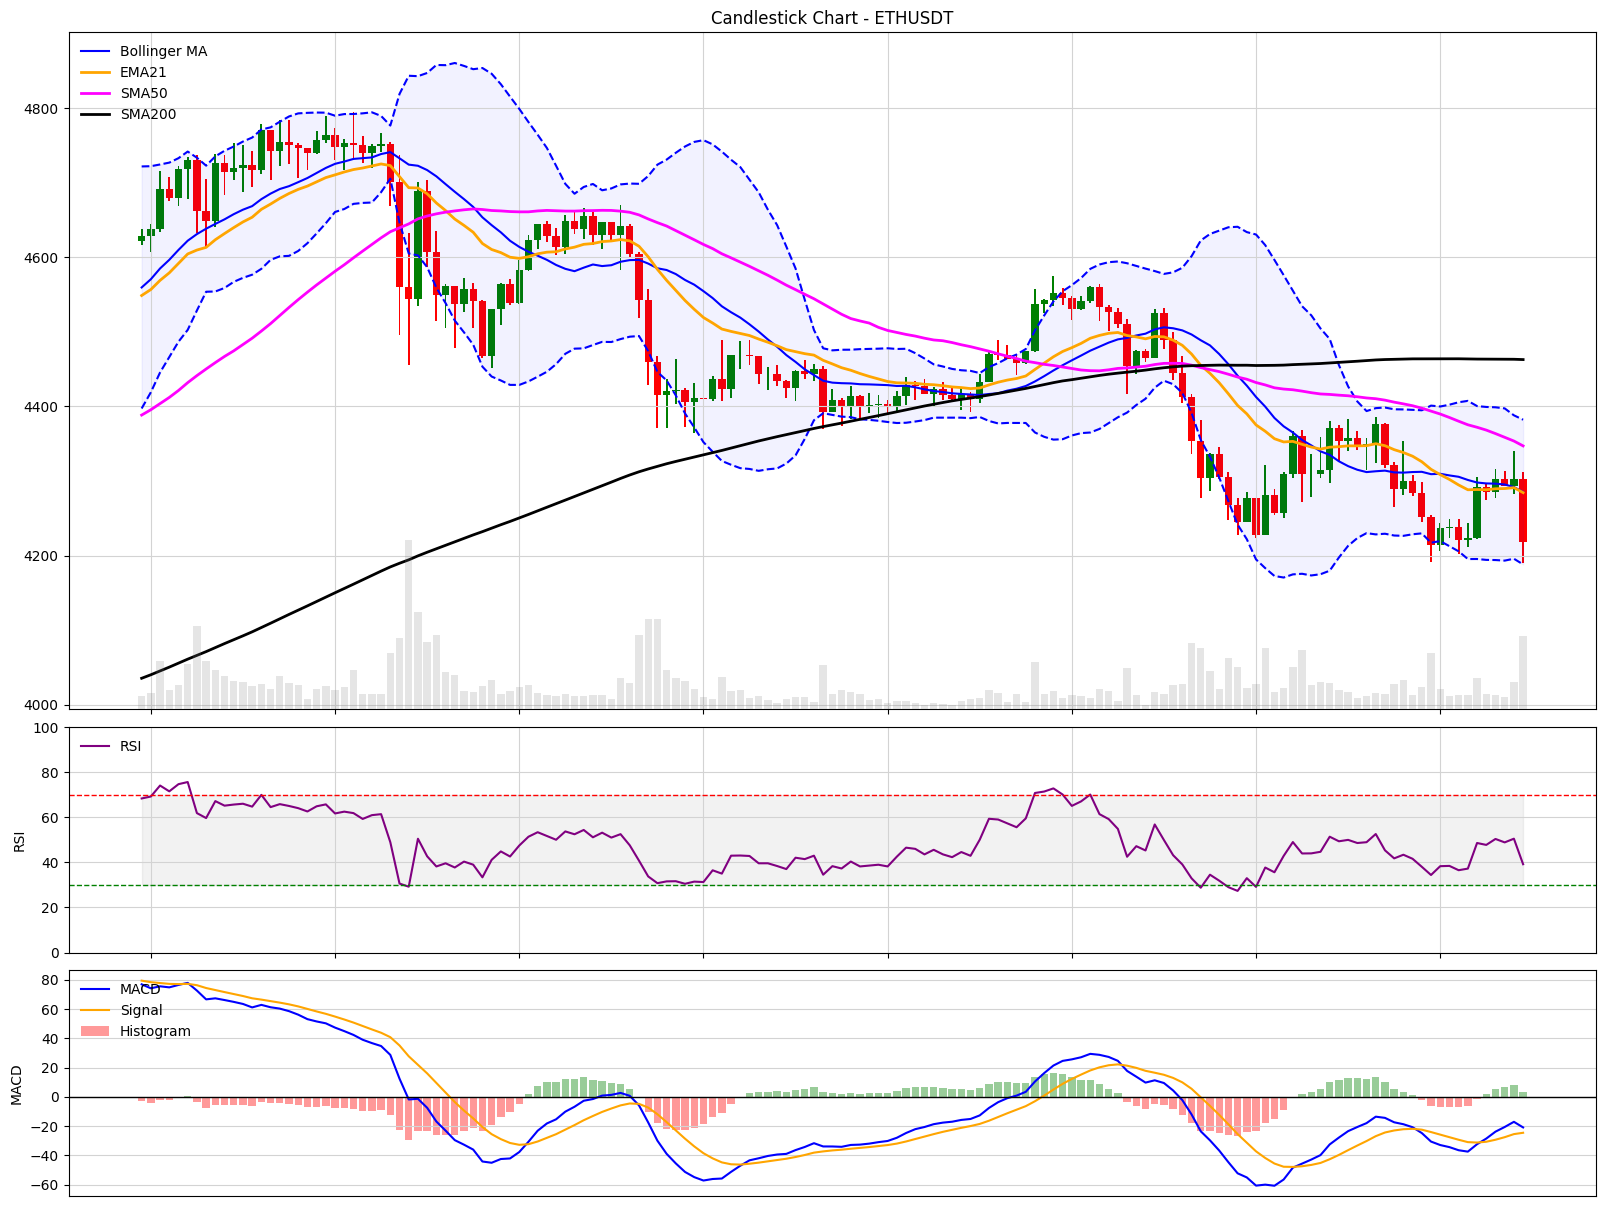 Candlestick Chart - ETHUSDT
Bollinger MA
EMA21
SMA50
SMA200
4800
4600
4400
4200
4000
RSI
100
80
60
40
20
0
RSI
MACD
Signal
Histogram
80
60
40
20
0
−20
−40
−60
MACD